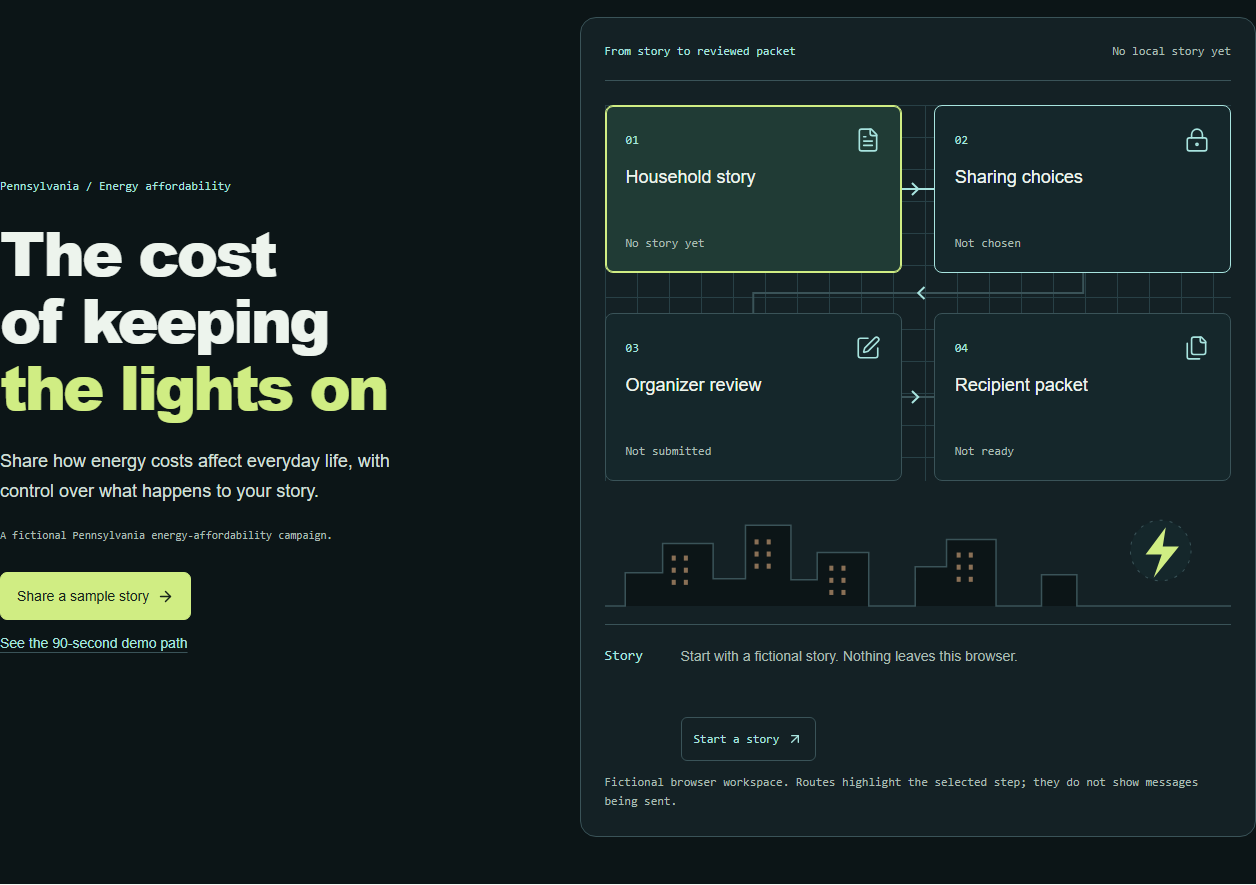 Pennsylvania / Energy affordability
The cost
of keeping
the lights on
Share how energy costs affect everyday life, with
control over what happens to your story.
A fictional Pennsylvania energy-affordability campaign.
Share a sample story
See the 90-second demo path
From story to reviewed packet
No local story yet
01
Household story
No story yet
02
Sharing choices
Not chosen
03
Organizer review
Not submitted
04
Recipient packet
Not ready
Story
Start with a fictional story. Nothing leaves this browser.
Start a story
Fictional browser workspace. Routes highlight the selected step; they do not show messages
being sent.